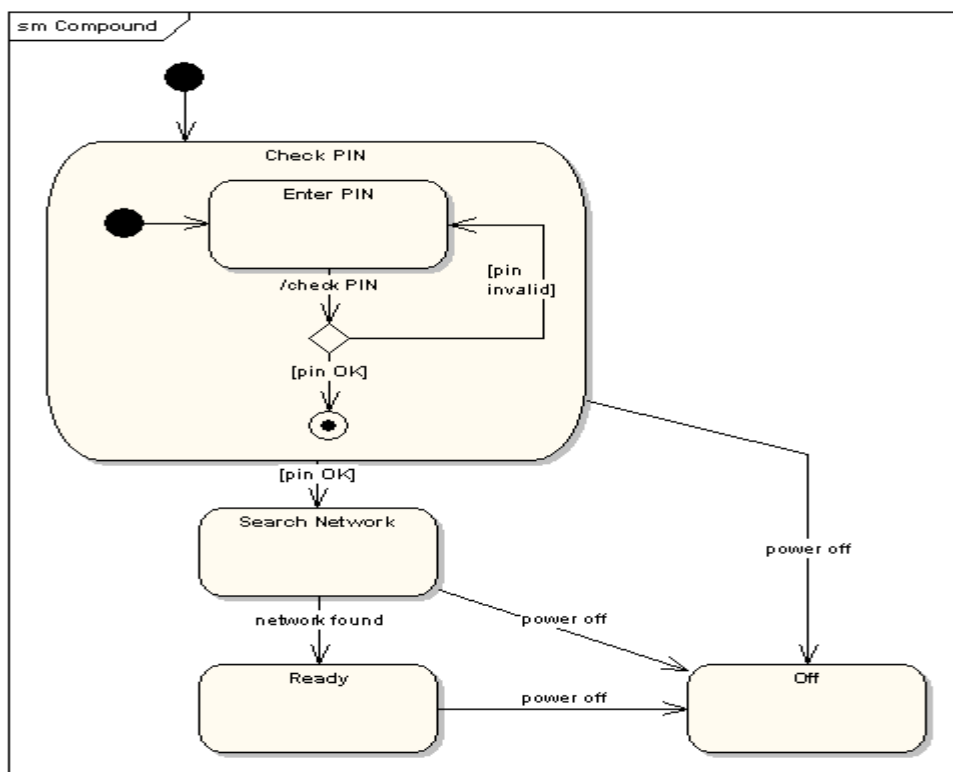 sm Compound
Check PIN
Enter PIN
/check PIN
[pin
invalid]
[pin OK]
[pin OK]
Search Network
power off
network found
power off
Ready
Off
power off